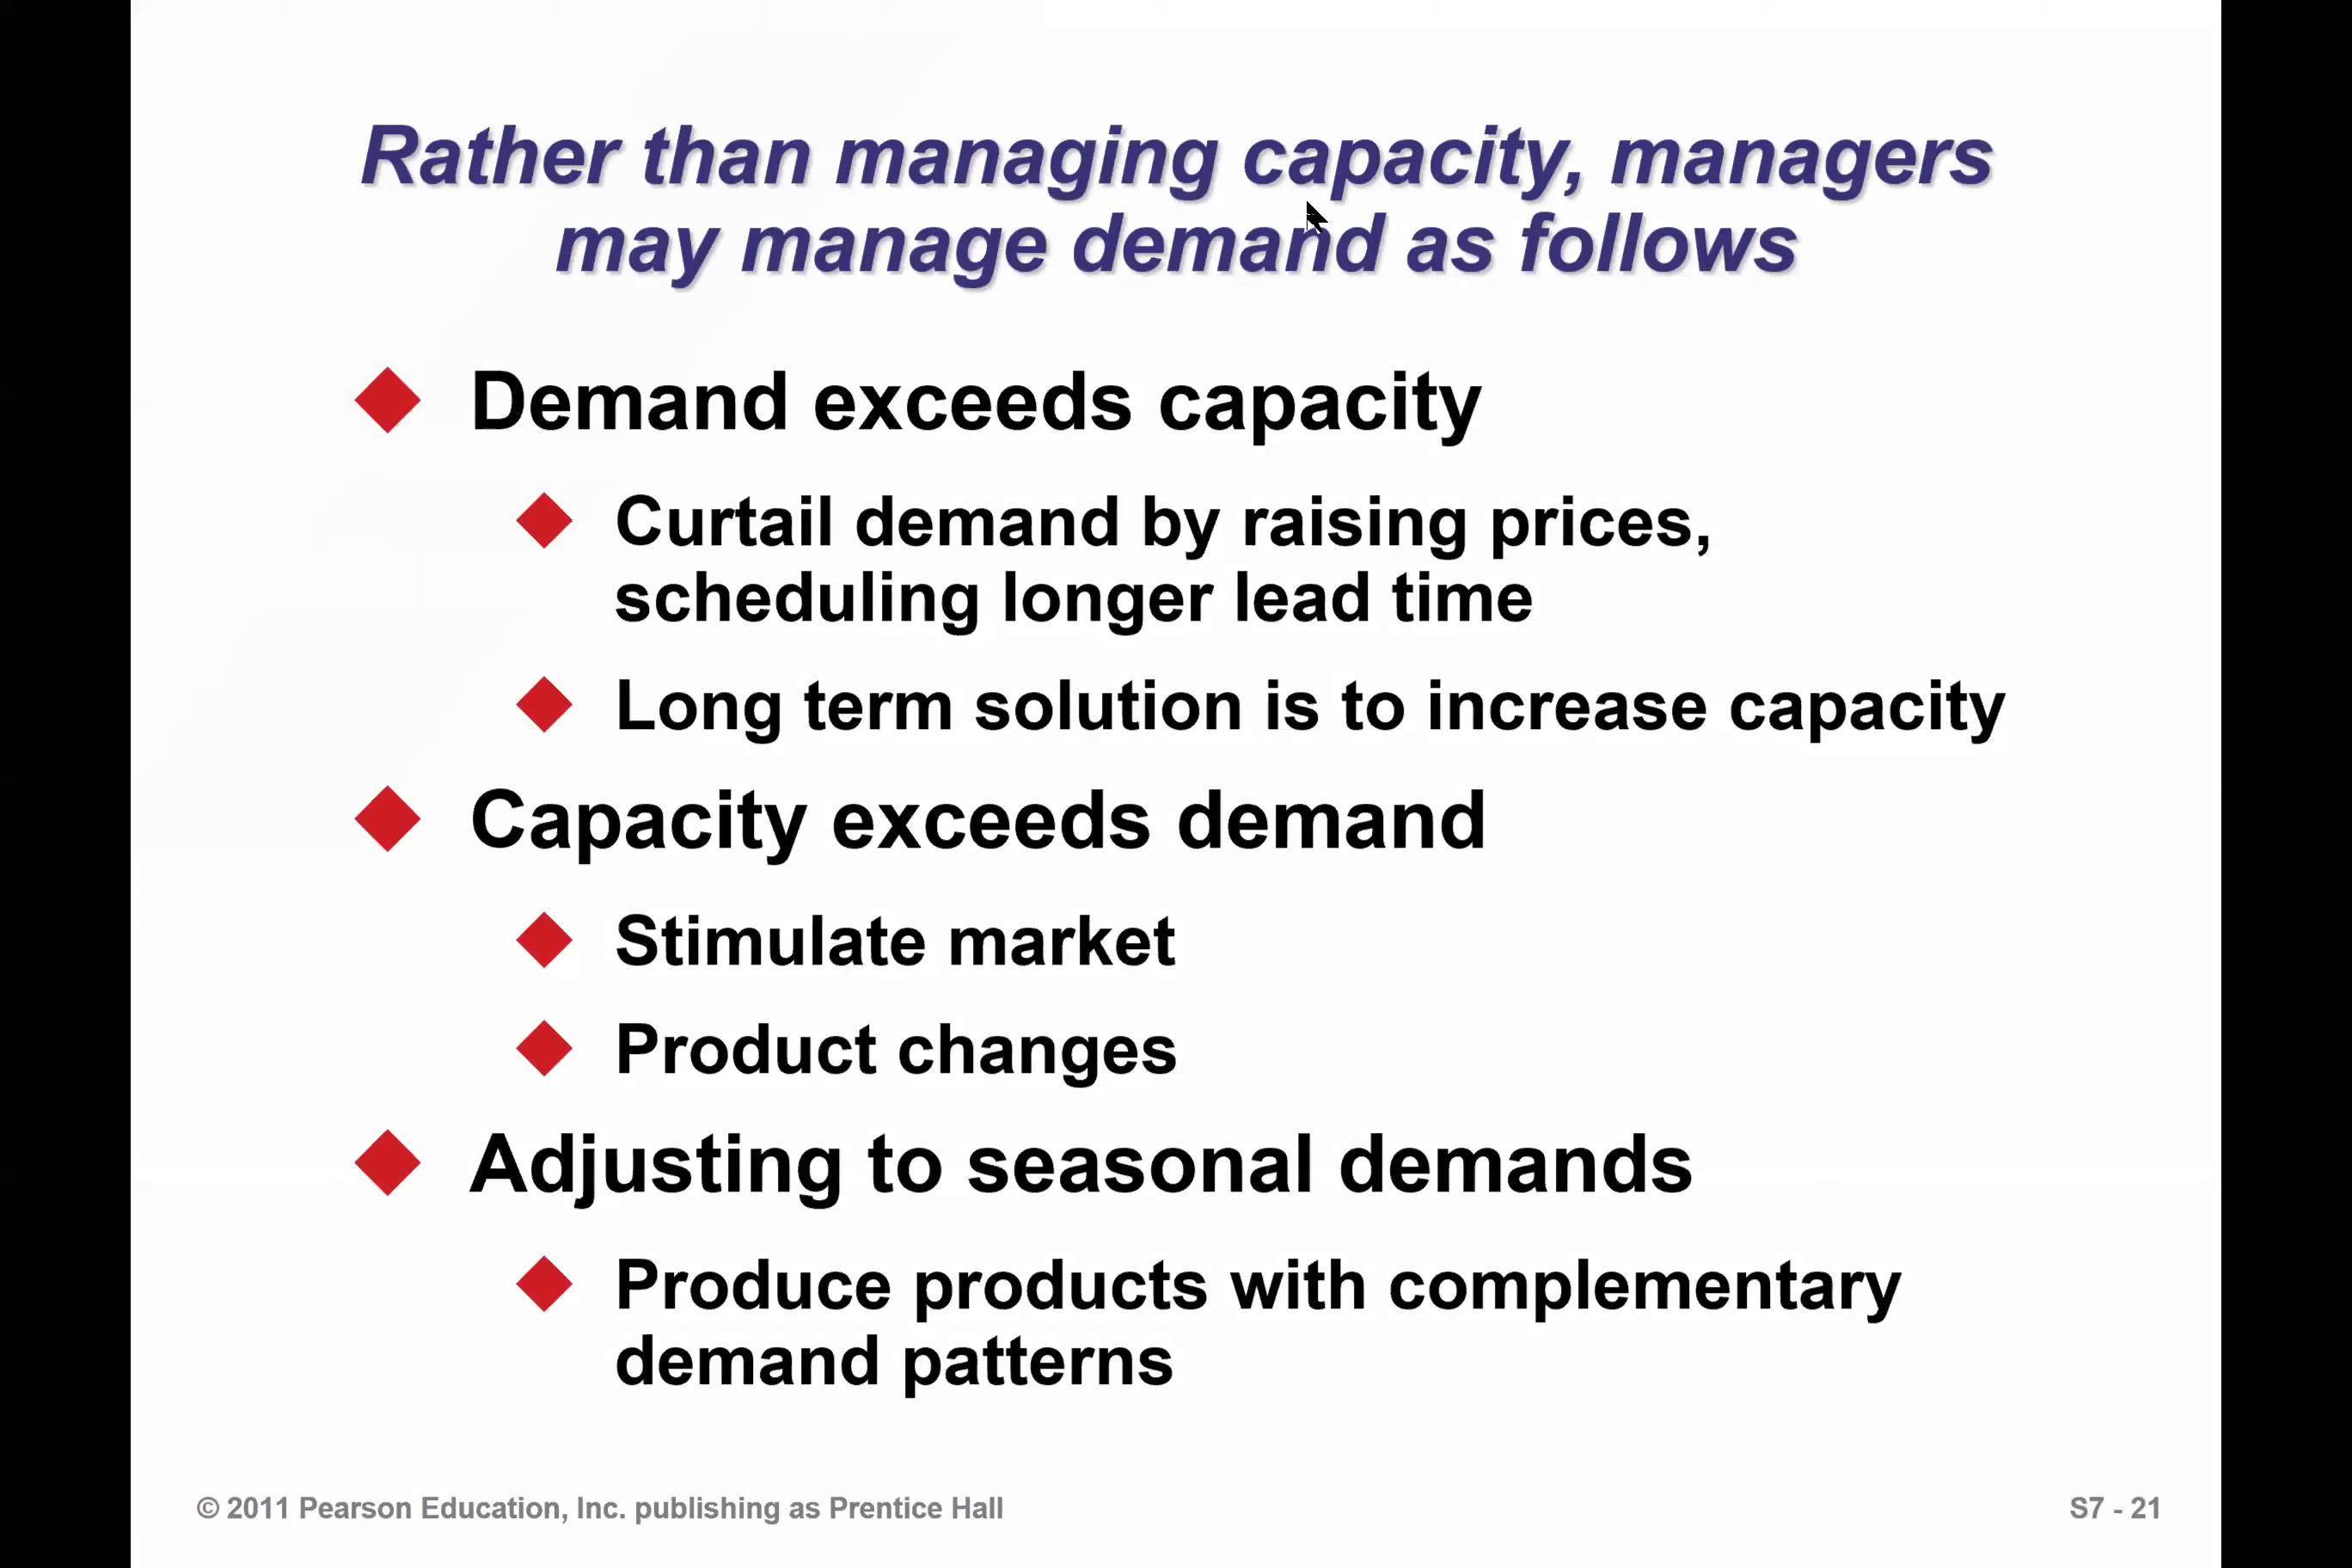 Rather than managing capacity, managers
may manage demand as follows
Demand exceeds capacity
Curtail demand by raising prices,
scheduling longer lead time
Long term solution is to increase capacity
Capacity exceeds demand
Stimulate market
Product changes
Adjusting to seasonal demands
Produce products with complementary
demand patterns
© 2011 Pearson Education, Inc. publishing as Prentice Hall
S7 - 21